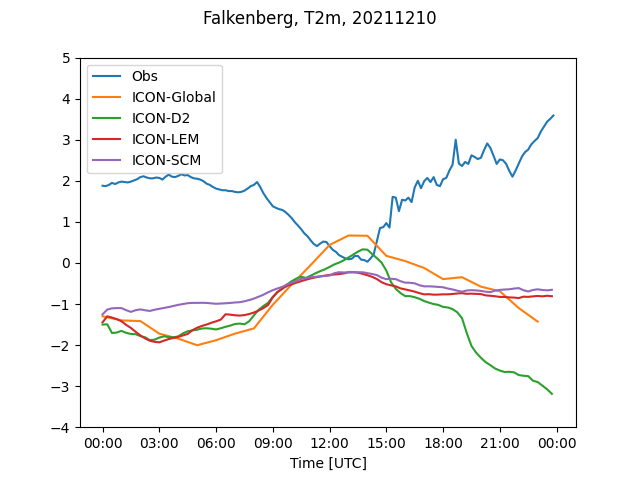 Falkenberg, T2m, 20211210
5
4
3
2
1
0
−1
−2
−3
−4
Obs
ICON-Global
ICON-D2
ICON-LEM
ICON-SCM
00:00 03:00 06:00 09:00 12:00 15:00 18:00 21:00 00:00
Time [UTC]